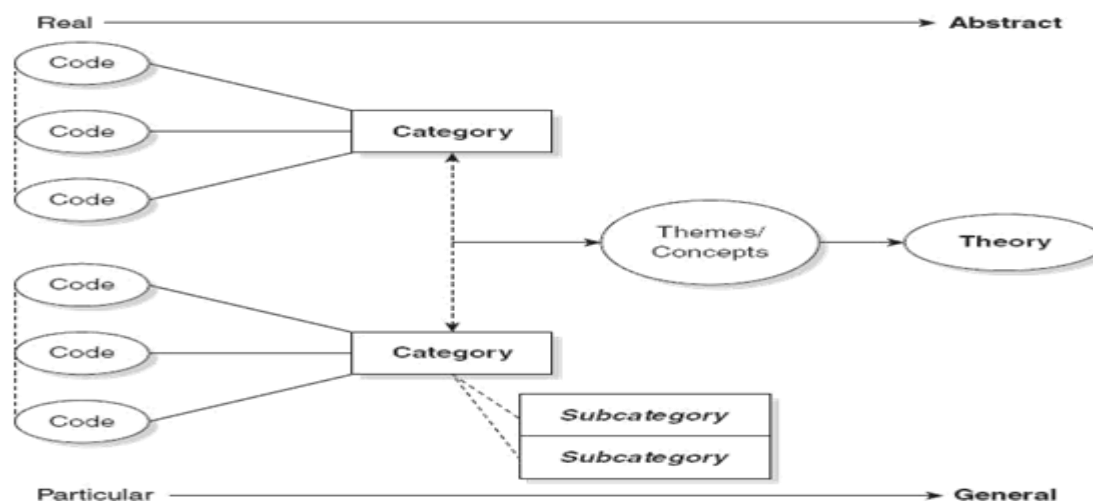 Real
Abstract
Code
Code
Code
Category
Themes/
Concepts
Theory
Code
Code
Code
Category
Subcategory
Subcategory
Particular
General